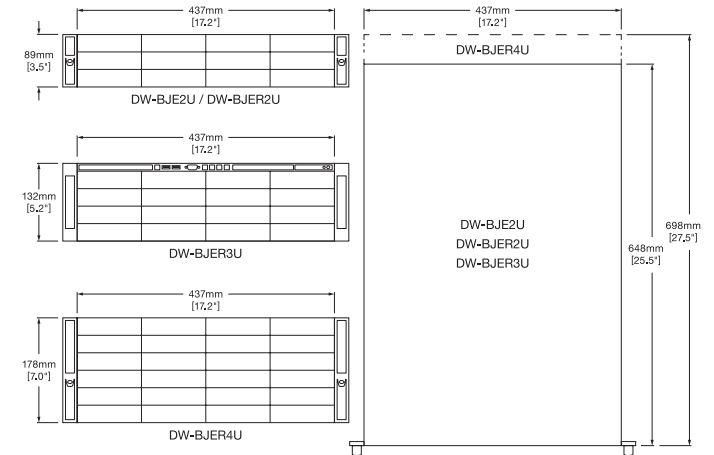 437mm
[17.2"]
89mm
[3.5"]
DW-BJE2U / DW-BJER2U
437mm
[17.2"]
132mm
[5.2"]
DW-BJER3U
437mm
[17.2"]
178mm
[7.0"]
DW-BJER4U
437mm
[17.2"]
DW-BJER4U
DW-BJE2U
DW-BJER2U
DW-BJER3U
648mm
[25.5"]
698mm
[27.5"]